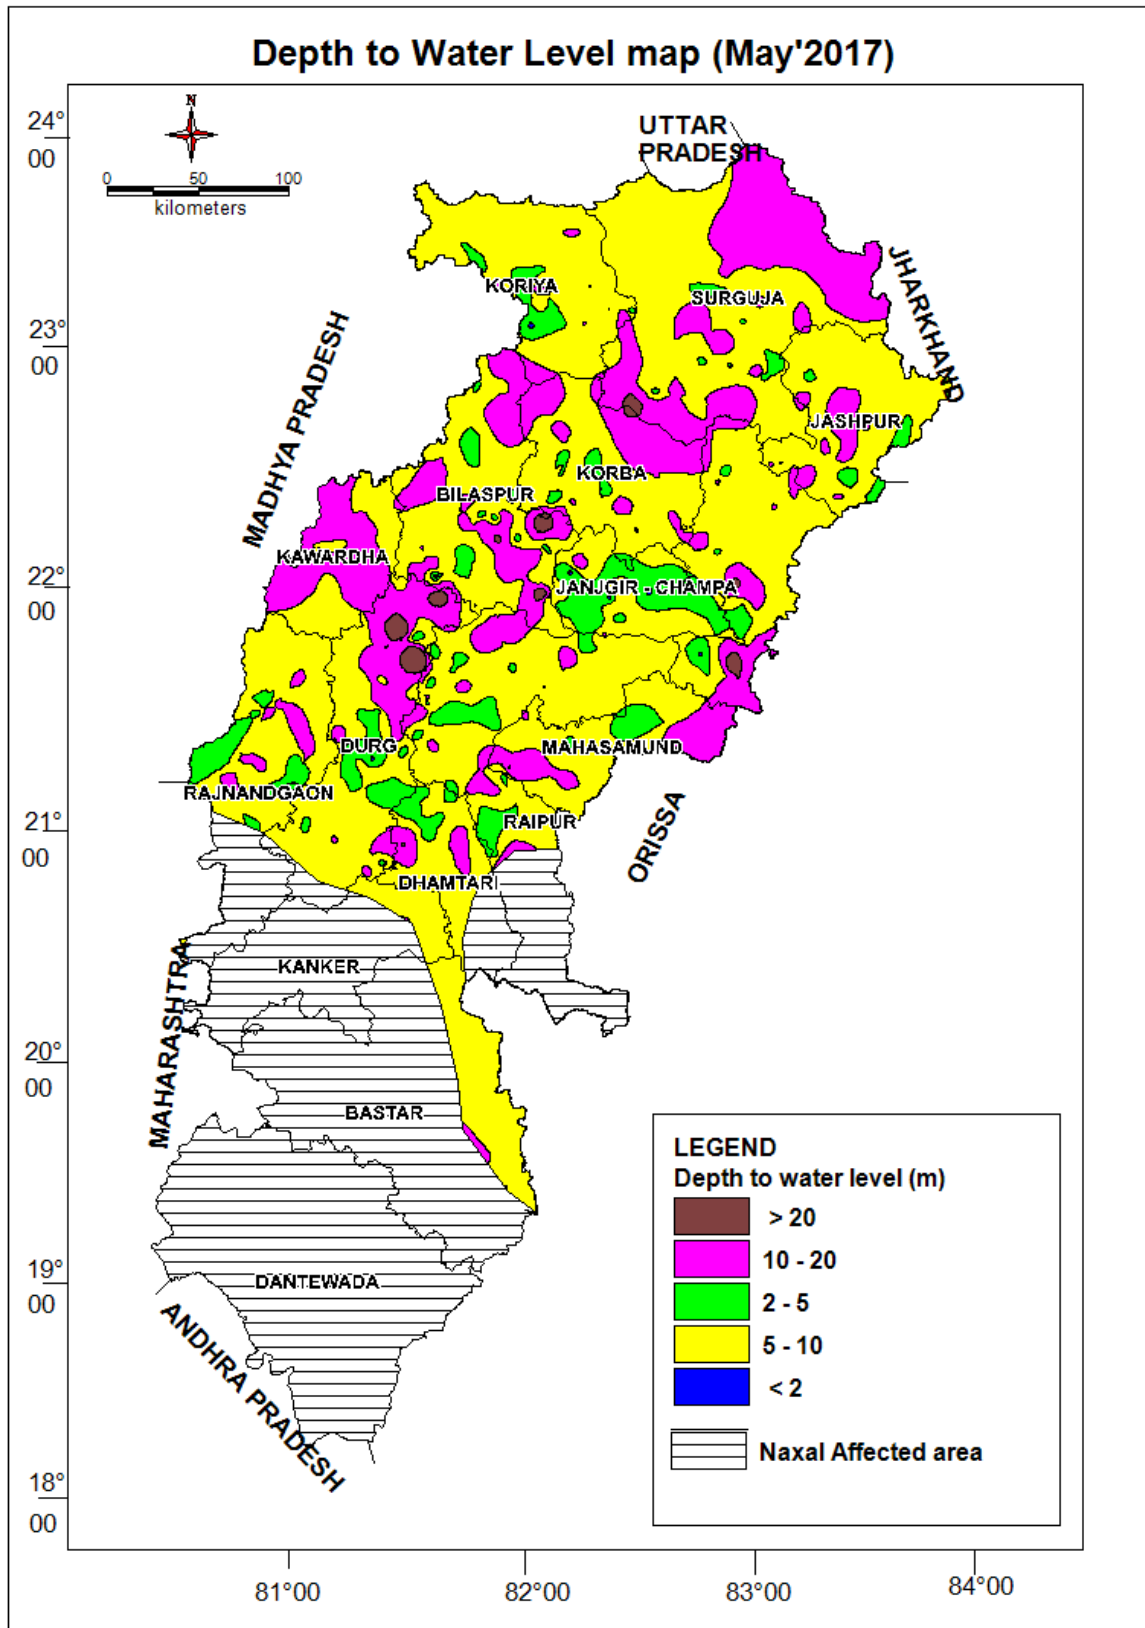 Depth to Water Level map (May'2017)
N
0 50 100
kilometers
24°
00
23°
00
22°
00
21°
00
20°
00
19°
00
18°
00
UTTAR
PRADESH
JHARKHAND
MADHYA PRADESH
ORISSA
MAHARASHTRA
ANDHRA PRADESH
KORIYA
SURGUJA
JASHPUR
KORBA
BILASPUR
KAWARDHA
JANJGIR - CHAMPA
DURG
MAHASAMUND
RAJNANDGAON
RAIPUR
DHAMTARI
KANKER
BASTAR
DANTEWADA
LEGEND
Depth to water level (m)
> 20
10 - 20
2 - 5
5 - 10
< 2
Naxal Affected area
81°00 82°00 83°00 84°00